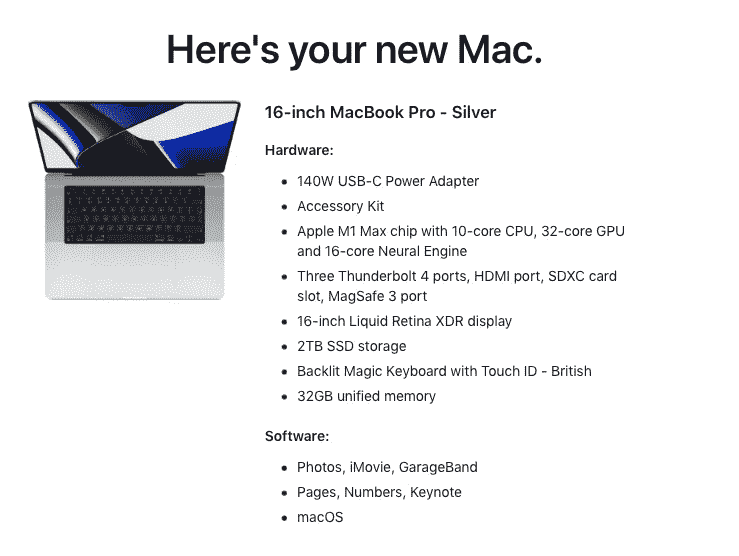 Here's your new Mac.
16-inch MacBook Pro - Silver
Hardware:
140W USB-C Power Adapter
Accessory Kit
Apple M1 Max chip with 10-core CPU, 32-core GPU
and 16-core Neural Engine
Three Thunderbolt 4 ports, HDMI port, SDXC card
slot, MagSafe 3 port
16-inch Liquid Retina XDR display
2TB SSD storage
Backlit Magic Keyboard with Touch ID - British
32GB unified memory
Software:
Photos, iMovie, GarageBand
Pages, Numbers, Keynote
macOS